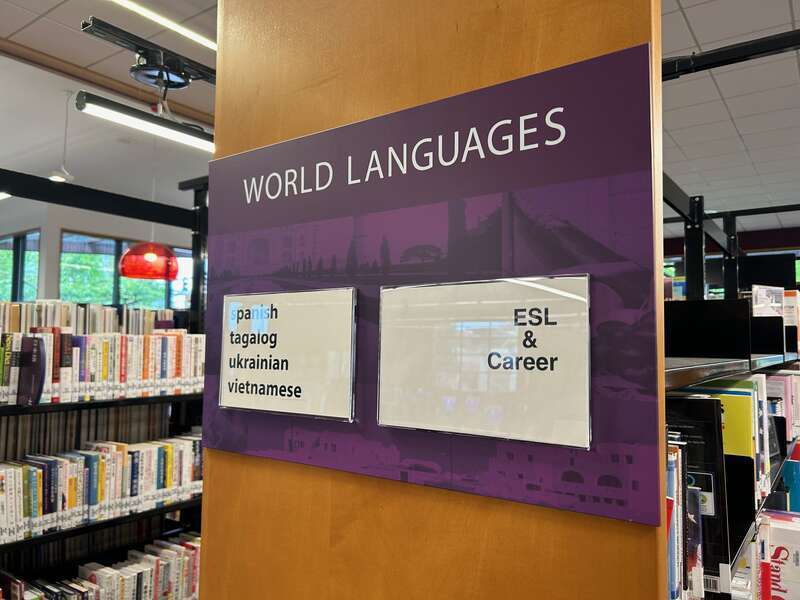 WORLD LANGUAGES
spanish
tagalog
ukrainian
vietnamese
ESL
&
Career